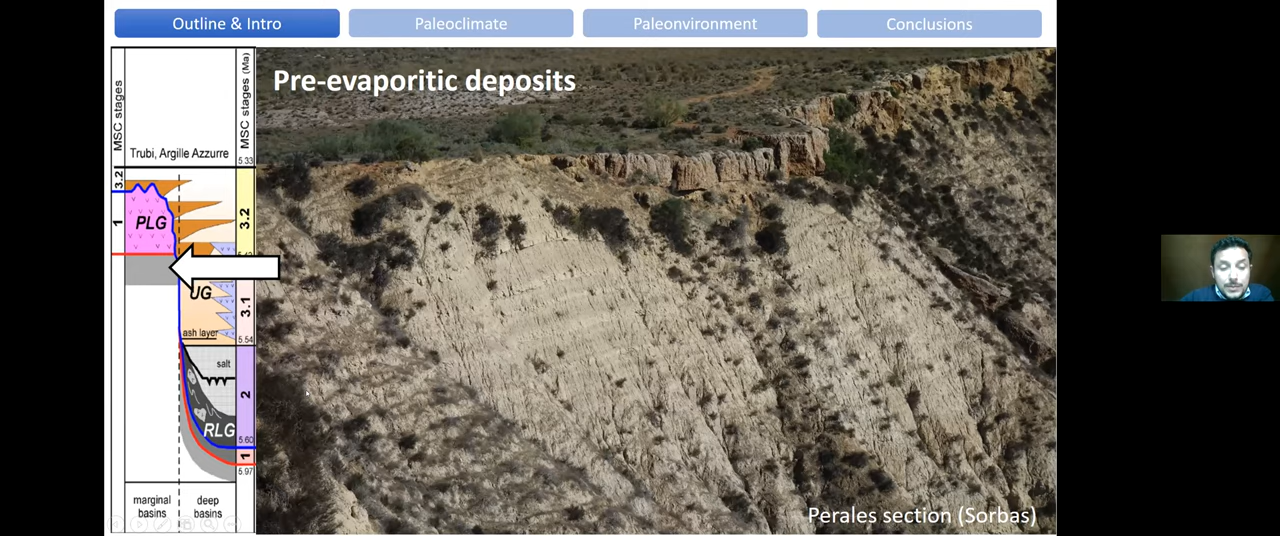 Outline & Intro
Paleoclimate
Paleonvironment
Conclusions
Pre-evaporitic deposits
MSC stages
MSC stages (Ma)
Trubi, Argille Azzurre
5.33
3.2
1
PLG
3.2
UG
3.1
ash layer
5.54
salt
2
RLG
5.60
1
5.97
marginal
basins
deep
basins
Perales section (Sorbas)